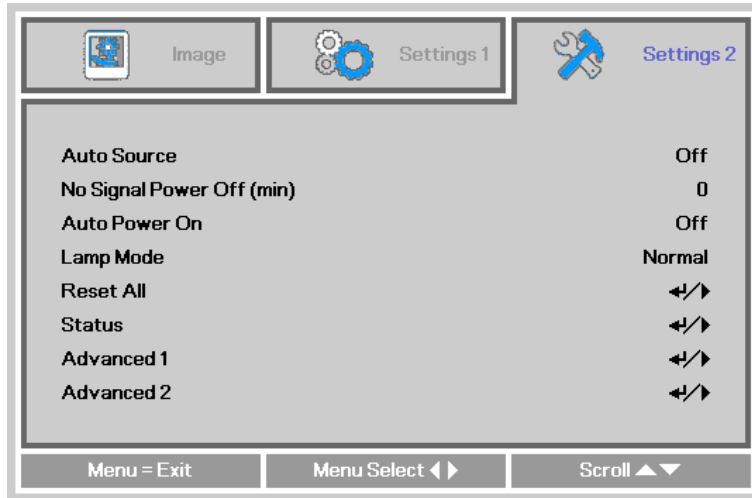 Image Settings 1 Settings 2
Auto Source Off
No Signal Power Off (min) 0
Auto Power On Off
Lamp Mode Normal
Reset All ↵/▶
Status ↵/▶
Advanced 1 ↵/▶
Advanced 2 ↵/▶
Menu = Exit Menu Select ◀ ▶ Scroll ▲▼